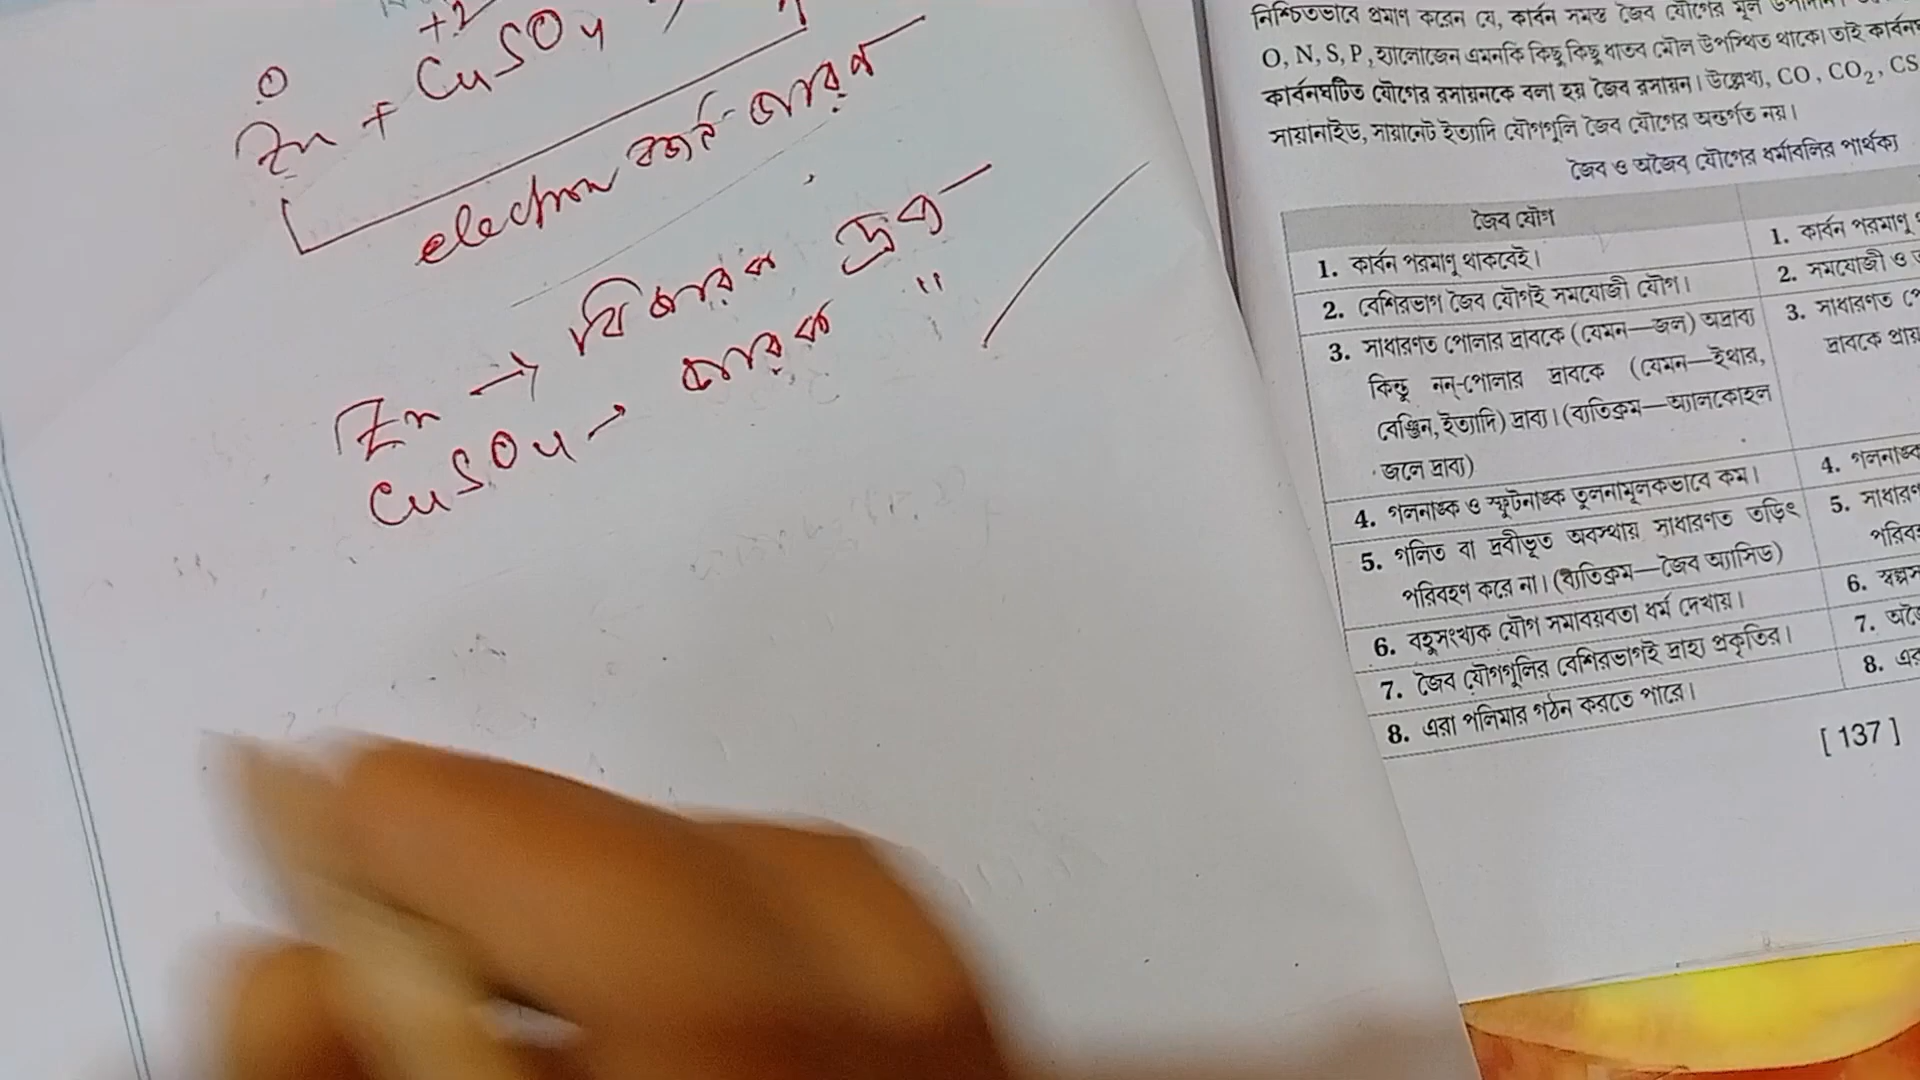 +2
0
Zn + CuSO4
electron বর্জন-জারণ
Zn → বিজারক দ্রব্য
CuSO4 → জারক "
নিশ্চিতভাবে প্রমাণ করেন যে, কার্বন সমস্ত জৈব যৌগের মূল
O, N, S, P, হ্যালোজেন এমনকি কিছু কিছু ধাতব মৌল উপস্থিত থাকে। তাই
কার্বনঘটিত যৌগের রসায়নকে বলা হয় জৈব রসায়ন। উল্লেখ্য, CO, CO2, CS
সায়ানাইড, সায়ানেট ইত্যাদি যৌগগুলি জৈব যৌগের অন্তর্গত নয়।
জৈব ও অজৈব যৌগের ধর্মাবলির পার্থক্য
জৈব যৌগ
1. কার্বন পরমাণু থাকবেই।
2. বেশিরভাগ জৈব যৌগই সমযোজী যৌগ।
3. সাধারণত পোলার দ্রাবকে (যেমন—জল) অদ্রাব্য
কিন্তু নন্-পোলার দ্রাবকে (যেমন—ইথার,
বেঞ্জিন, ইত্যাদি) দ্রাব্য। (ব্যতিক্রম—অ্যালকোহল
জলে দ্রাব্য)
4. গলনাঙ্ক ও স্ফুটনাঙ্ক তুলনামূলকভাবে কম।
5. গলিত বা দ্রবীভূত অবস্থায় সাধারণত তড়িৎ
পরিবহণ করে না। (ব্যতিক্রম—জৈব অ্যাসিড)
6. বহুসংখ্যক যৌগ সমাবয়বতা ধর্ম দেখায়।
7. জৈব যৌগগুলির বেশিরভাগই দাহ্য প্রকৃতির।
8. এরা পলিমার গঠন করতে পারে।
1. কার্বন পরমাণু
2. সমযোজী ও
3. সাধারণত
দ্রাবকে প্রায়
4. গলনাঙ্ক
5. সাধারণ
পরিব
6. স্বল্প
7.
8.
[ 137 ]